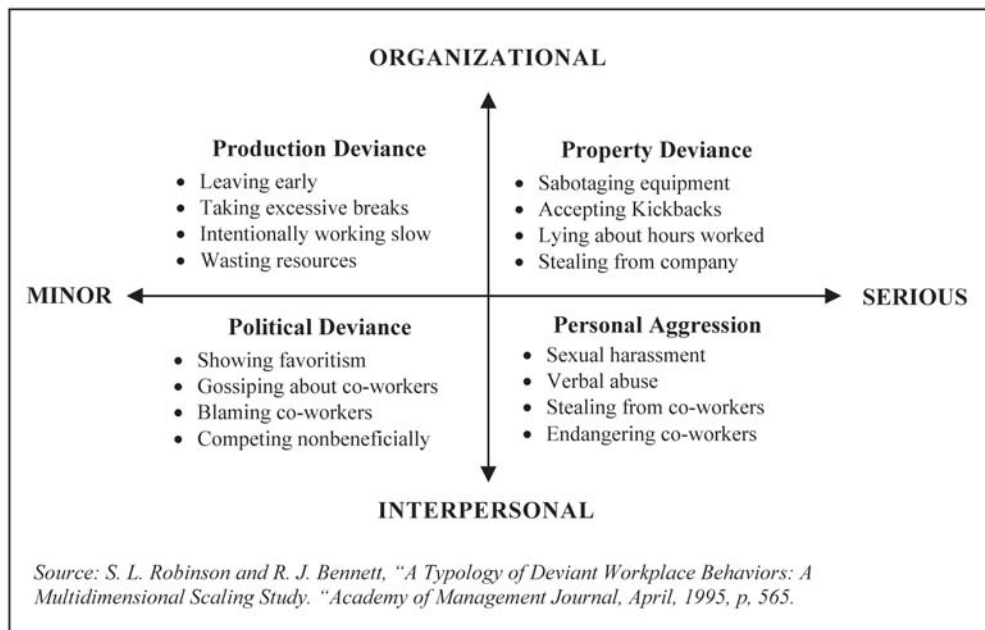 ORGANIZATIONAL
Production Deviance
• Leaving early
• Taking excessive breaks
• Intentionally working slow
• Wasting resources
Property Deviance
• Sabotaging equipment
• Accepting Kickbacks
• Lying about hours worked
• Stealing from company
MINOR
SERIOUS
Political Deviance
• Showing favoritism
• Gossiping about co-workers
• Blaming co-workers
• Competing nonbeneficially
Personal Aggression
• Sexual harassment
• Verbal abuse
• Stealing from co-workers
• Endangering co-workers
INTERPERSONAL
Source: S. L. Robinson and R. J. Bennett, “A Typology of Deviant Workplace Behaviors: A
Multidimensional Scaling Study. “Academy of Management Journal, April, 1995, p, 565.